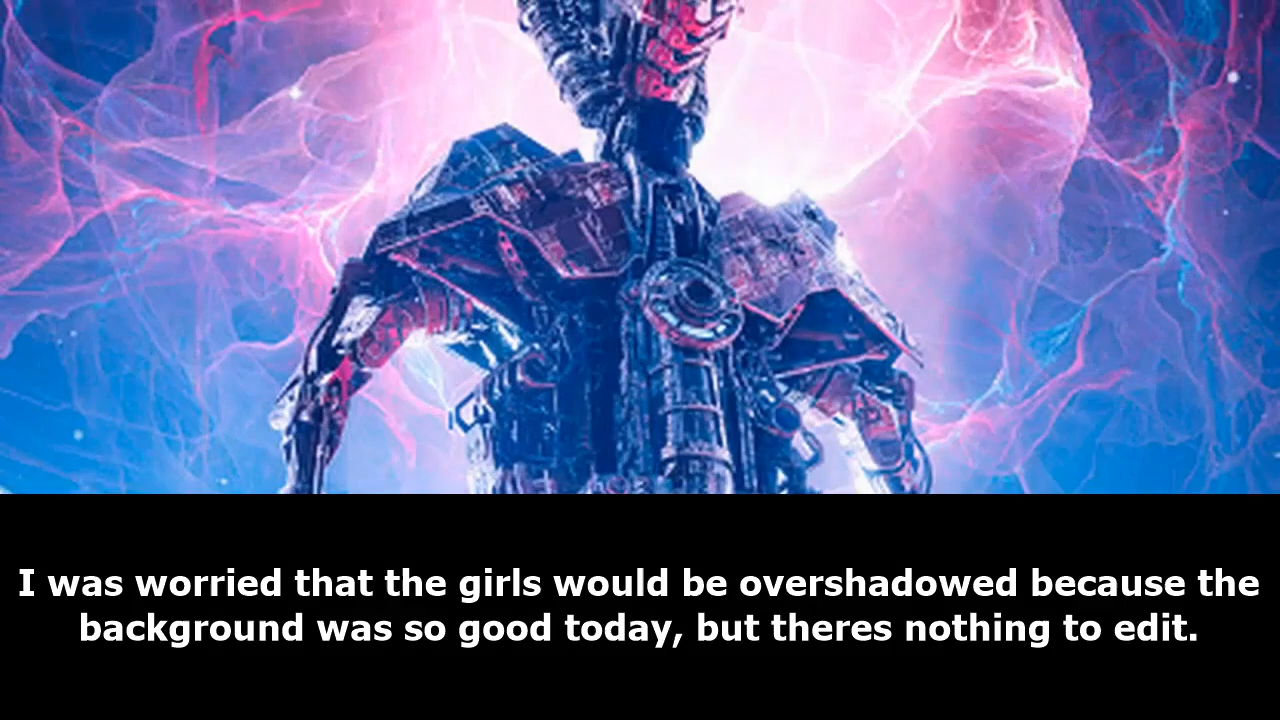 I was worried that the girls would be overshadowed because the
background was so good today, but theres nothing to edit.